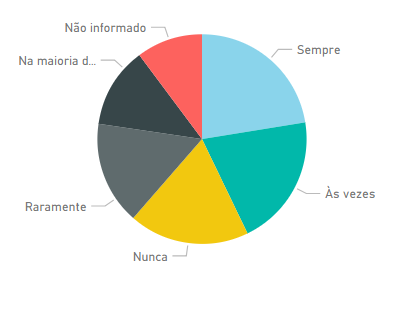 Não informado
Sempre
Na maioria d...
Às vezes
Raramente
Nunca